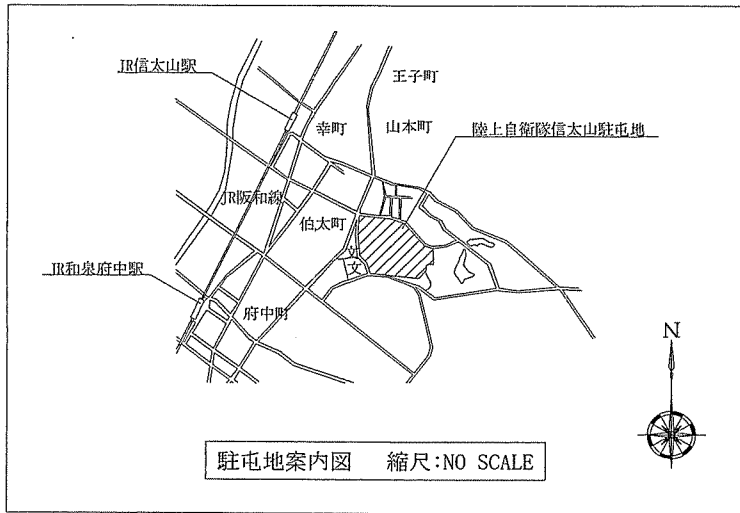 JR信太山駅
王子町
幸町
山本町
陸上自衛隊信太山駐屯地
JR阪和線
伯太町
文
JR和泉府中駅
府中町
N
駐屯地案内図 縮尺:NO SCALE